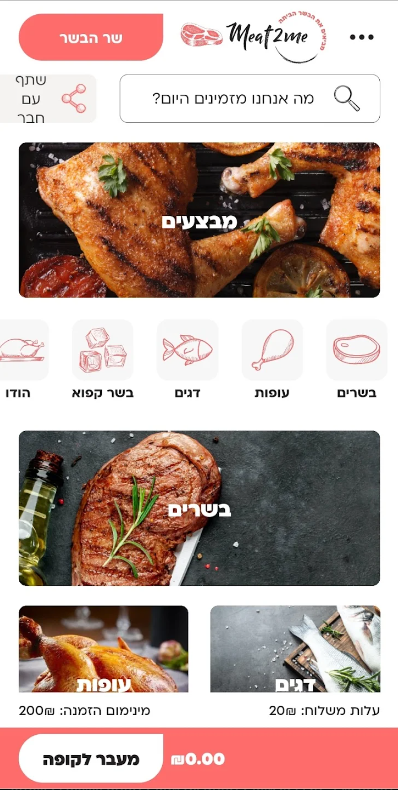 שר הבשר
Meat2me
מביאים את הבשר הביתה
שתף
עם
חבר
מה אנחנו מזמינים היום?
מבצעים
בשרים
עופות
דגים
בשר קפוא
הודו
בשרים
דגים
עופות
עלות משלוח: 20₪
מינימום הזמנה: 200₪
₪0.00
מעבר לקופה